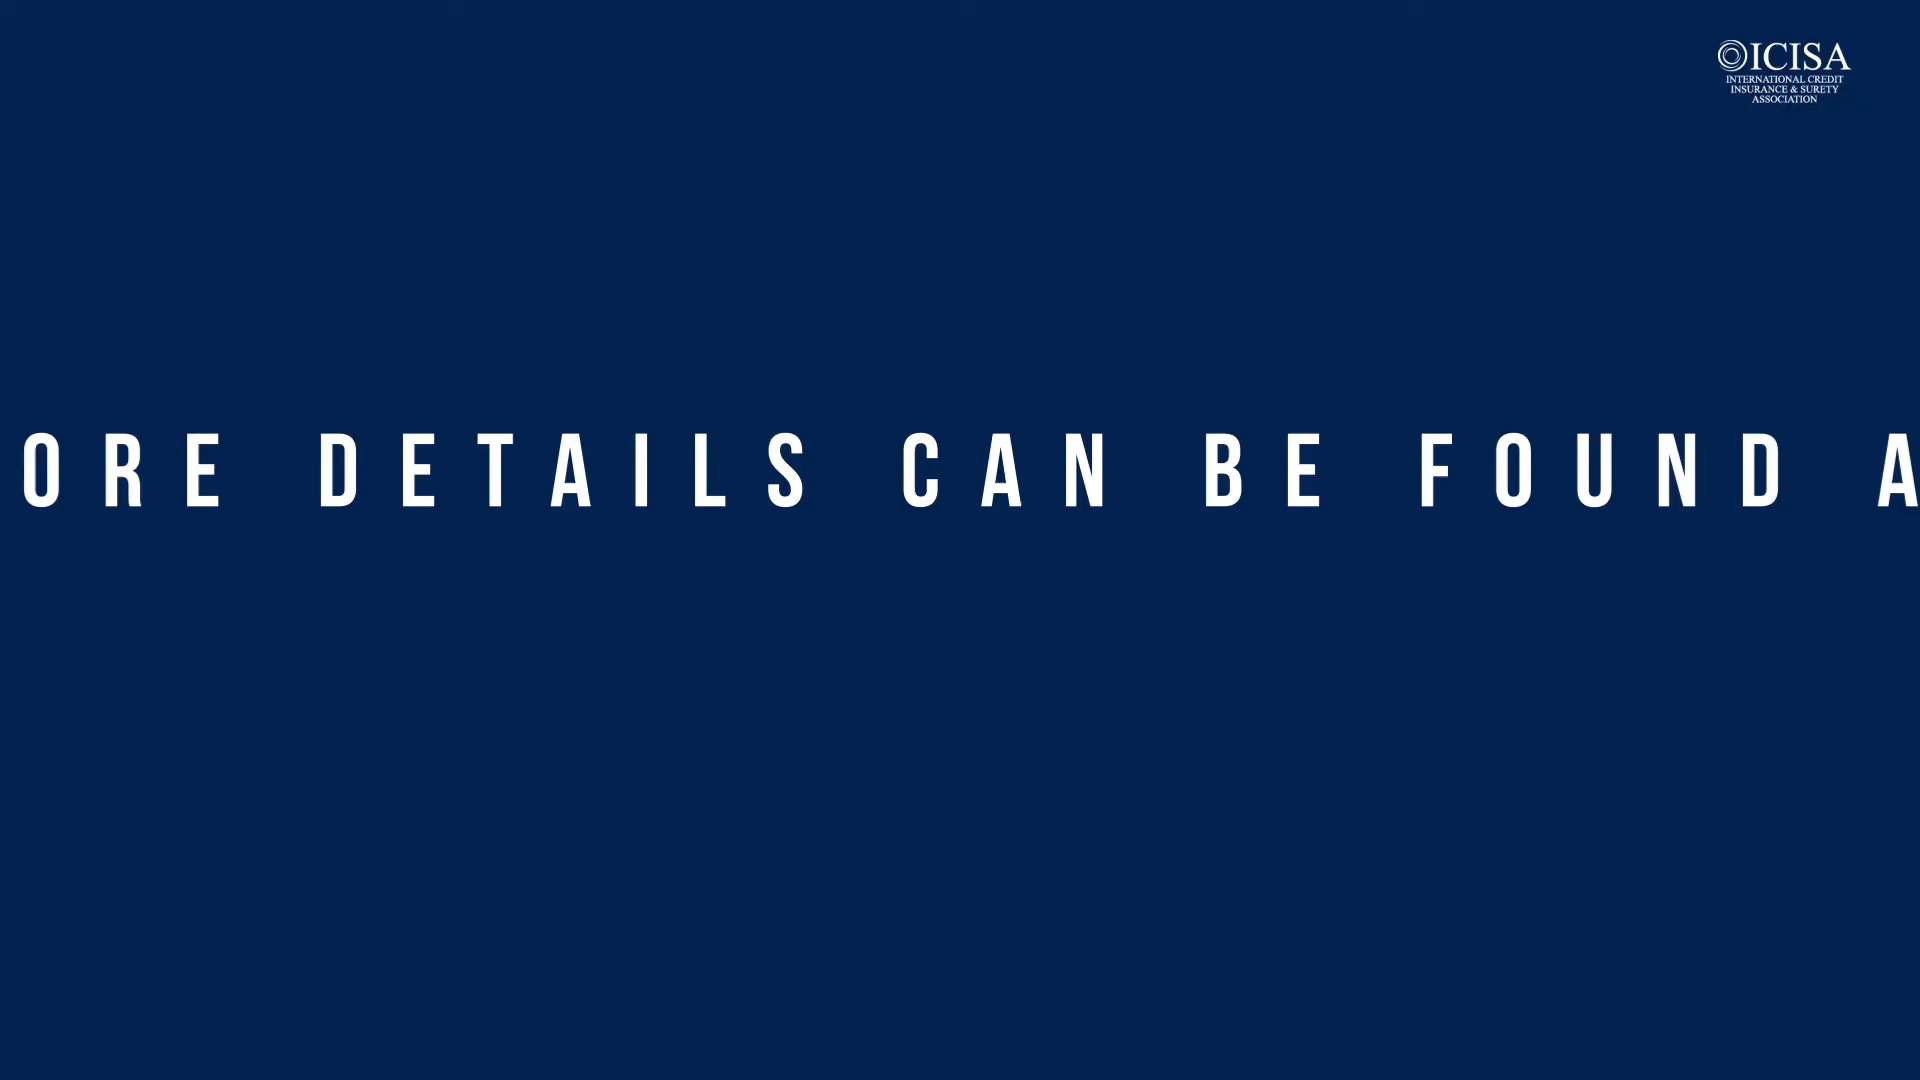 ICISA
INTERNATIONAL CREDIT
INSURANCE & SURETY
ASSOCIATION
ORE DETAILS CAN BE FOUND A